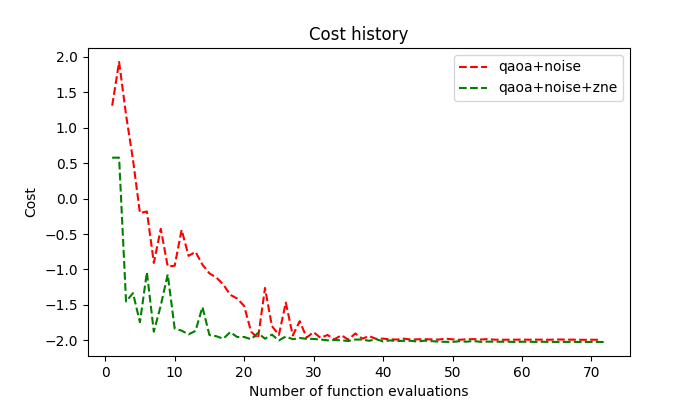 Cost history
2.0
1.5
1.0
0.5
0.0
−0.5
−1.0
−1.5
−2.0
Cost
qaoa+noise
qaoa+noise+zne
0 10 20 30 40 50 60 70
Number of function evaluations